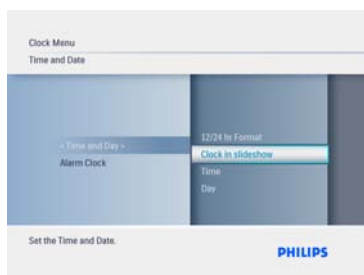 Clock Menu
Time and Date
- Time and Day -
Alarm Clock
12/24 hr Format
Clock in slideshow
Time
Day
Set the Time and Date.
PHILIPS